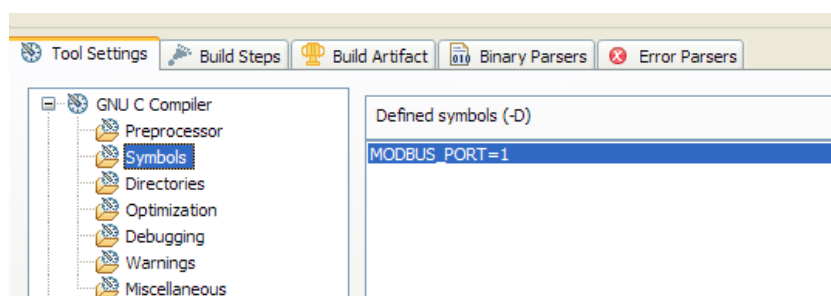 Tool Settings Build Steps Build Artifact 010 Binary Parsers Error Parsers
GNU C Compiler
Preprocessor
Symbols
Directories
Optimization
Debugging
Warnings
Miscellaneous
Defined symbols (-D)
MODBUS_PORT=1